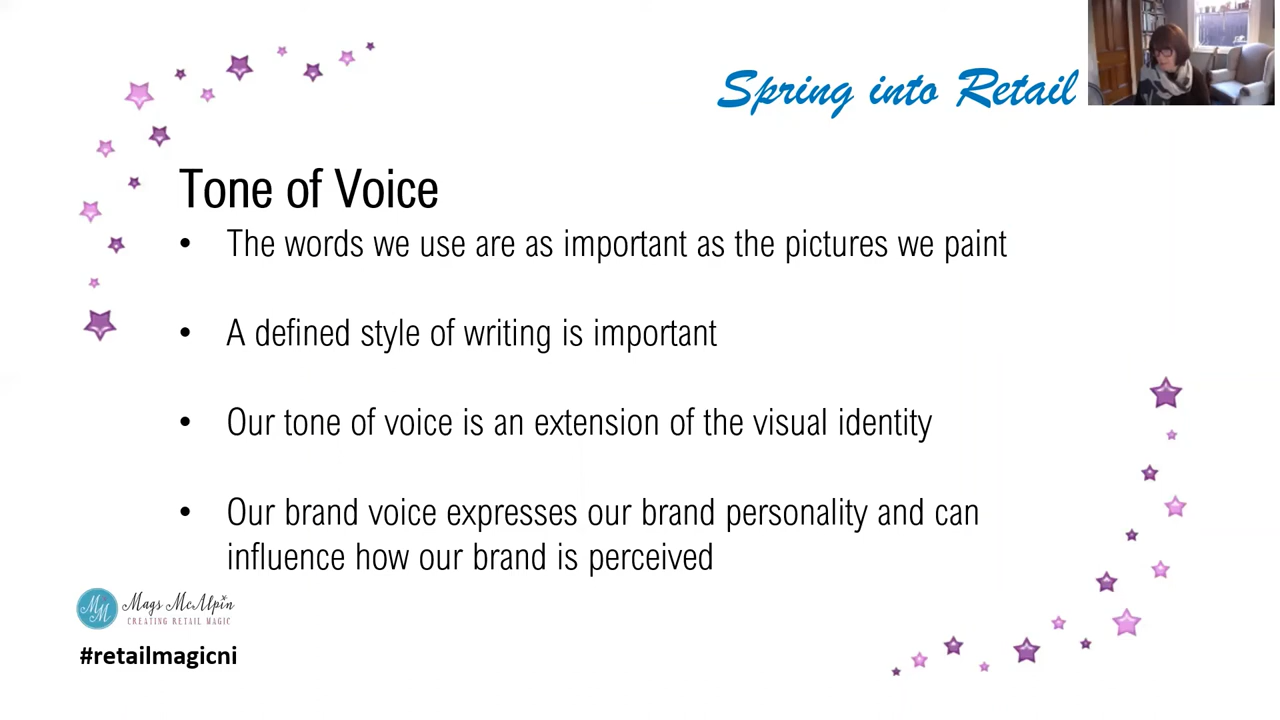 Spring into Retail
Tone of Voice
• The words we use are as important as the pictures we paint
• A defined style of writing is important
• Our tone of voice is an extension of the visual identity
• Our brand voice expresses our brand personality and can
influence how our brand is perceived
MM
Mags McAlpin
CREATING RETAIL MAGIC
#retailmagicni